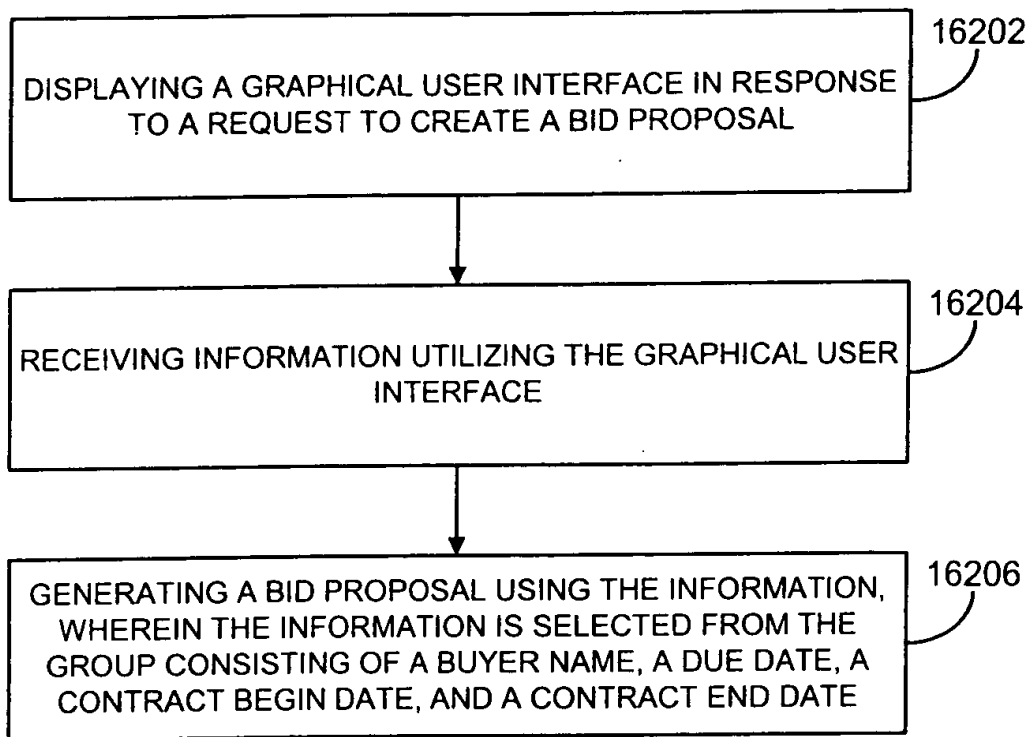 16202
DISPLAYING A GRAPHICAL USER INTERFACE IN RESPONSE
TO A REQUEST TO CREATE A BID PROPOSAL
16204
RECEIVING INFORMATION UTILIZING THE GRAPHICAL USER
INTERFACE
16206
GENERATING A BID PROPOSAL USING THE INFORMATION,
WHEREIN THE INFORMATION IS SELECTED FROM THE
GROUP CONSISTING OF A BUYER NAME, A DUE DATE, A
CONTRACT BEGIN DATE, AND A CONTRACT END DATE